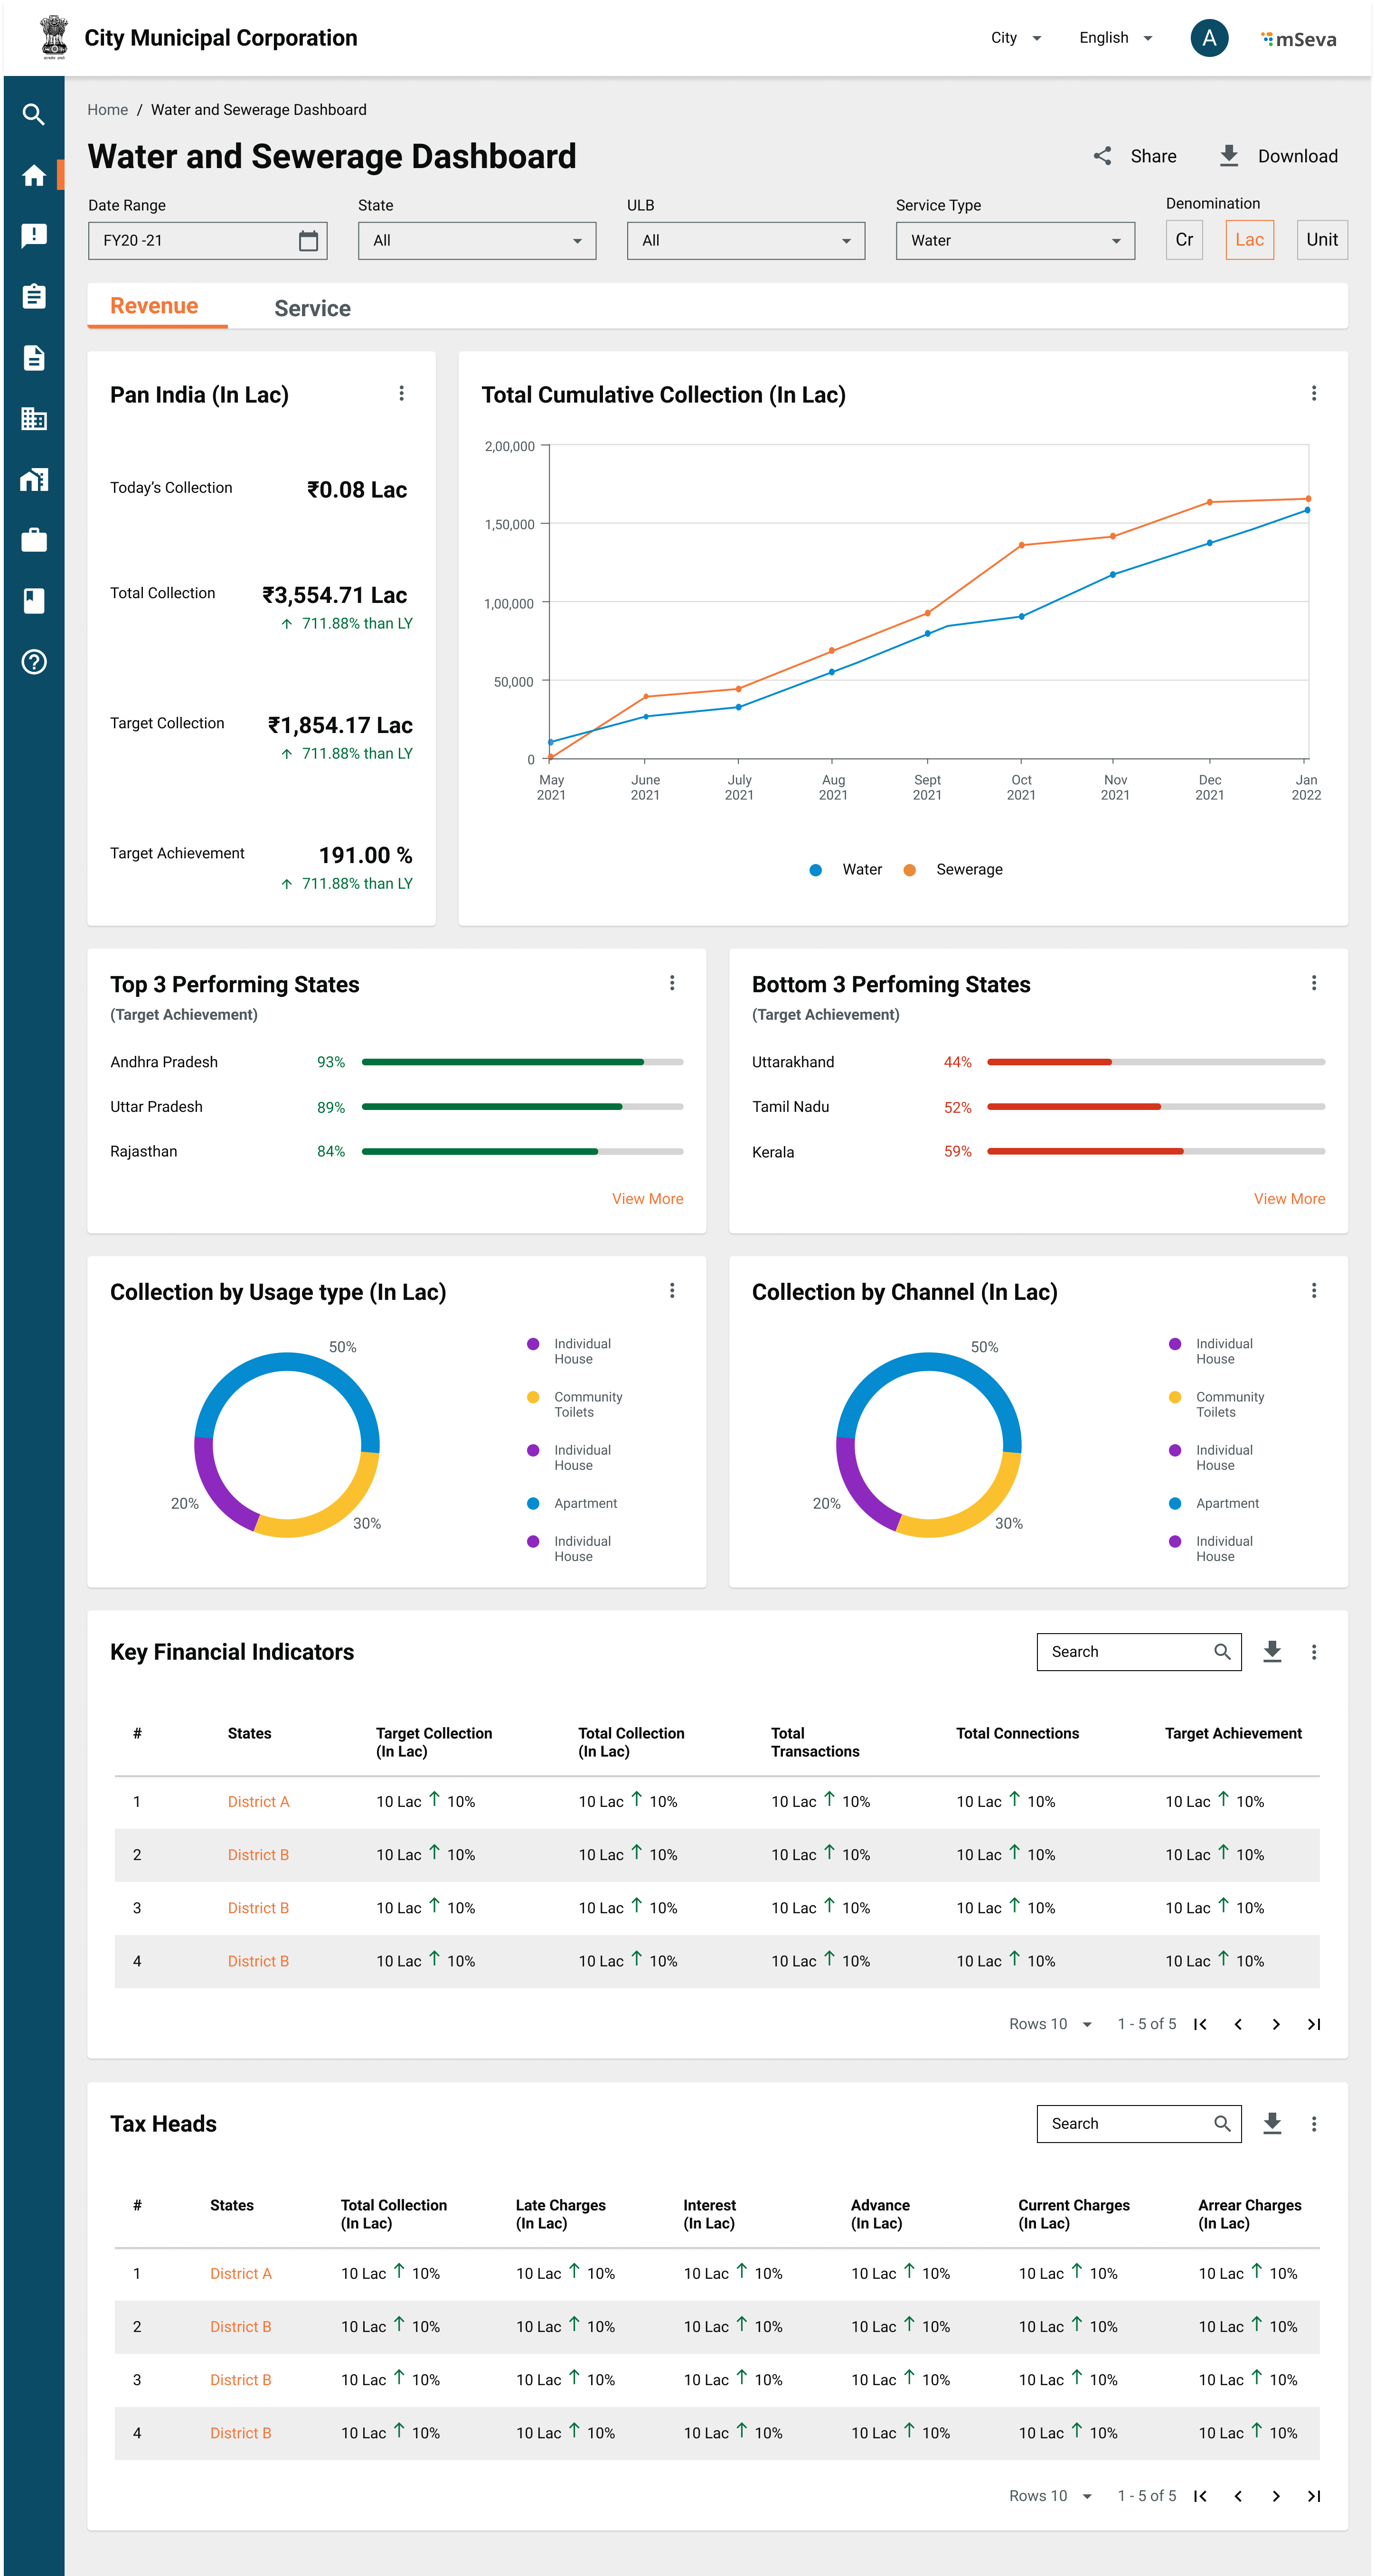 City Municipal Corporation
City
English
A
mSeva
Home / Water and Sewerage Dashboard
Water and Sewerage Dashboard
Share
Download
Date Range
State
ULB
Service Type
Denomination
FY20 -21
All
All
Water
Cr
Lac
Unit
Revenue
Service
Pan India (In Lac)
Today’s Collection ₹0.08 Lac
Total Collection ₹3,554.71 Lac
711.88% than LY
Target Collection ₹1,854.17 Lac
711.88% than LY
Target Achievement 191.00 %
711.88% than LY
Total Cumulative Collection (In Lac)
2,00,000
1,50,000
1,00,000
50,000
0
May June July Aug Sept Oct Nov Dec Jan
2021 2021 2021 2021 2021 2021 2021 2021 2022
Water Sewerage
Top 3 Performing States
(Target Achievement)
Andhra Pradesh 93%
Uttar Pradesh 89%
Rajasthan 84%
View More
Bottom 3 Perfoming States
(Target Achievement)
Uttarakhand 44%
Tamil Nadu 52%
Kerala 59%
View More
Collection by Usage type (In Lac)
50%
20%
30%
Individual
House
Community
Toilets
Individual
House
Apartment
Individual
House
Collection by Channel (In Lac)
50%
20%
30%
Individual
House
Community
Toilets
Individual
House
Apartment
Individual
House
Key Financial Indicators
Search
# States Target Collection Total Collection Total Total Connections Target Achievement
(In Lac) (In Lac) Transactions
1 District A 10 Lac ↑ 10% 10 Lac ↑ 10% 10 Lac ↑ 10% 10 Lac ↑ 10% 10 Lac ↑ 10%
2 District B 10 Lac ↑ 10% 10 Lac ↑ 10% 10 Lac ↑ 10% 10 Lac ↑ 10% 10 Lac ↑ 10%
3 District B 10 Lac ↑ 10% 10 Lac ↑ 10% 10 Lac ↑ 10% 10 Lac ↑ 10% 10 Lac ↑ 10%
4 District B 10 Lac ↑ 10% 10 Lac ↑ 10% 10 Lac ↑ 10% 10 Lac ↑ 10% 10 Lac ↑ 10%
Rows 10 1 - 5 of 5
Tax Heads
Search
# States Total Collection Late Charges Interest Advance Current Charges Arrear Charges
(In Lac) (In Lac) (In Lac) (In Lac) (In Lac) (In Lac)
1 District A 10 Lac ↑ 10% 10 Lac ↑ 10% 10 Lac ↑ 10% 10 Lac ↑ 10% 10 Lac ↑ 10% 10 Lac ↑ 10%
2 District B 10 Lac ↑ 10% 10 Lac ↑ 10% 10 Lac ↑ 10% 10 Lac ↑ 10% 10 Lac ↑ 10% 10 Lac ↑ 10%
3 District B 10 Lac ↑ 10% 10 Lac ↑ 10% 10 Lac ↑ 10% 10 Lac ↑ 10% 10 Lac ↑ 10% 10 Lac ↑ 10%
4 District B 10 Lac ↑ 10% 10 Lac ↑ 10% 10 Lac ↑ 10% 10 Lac ↑ 10% 10 Lac ↑ 10% 10 Lac ↑ 10%
Rows 10 1 - 5 of 5